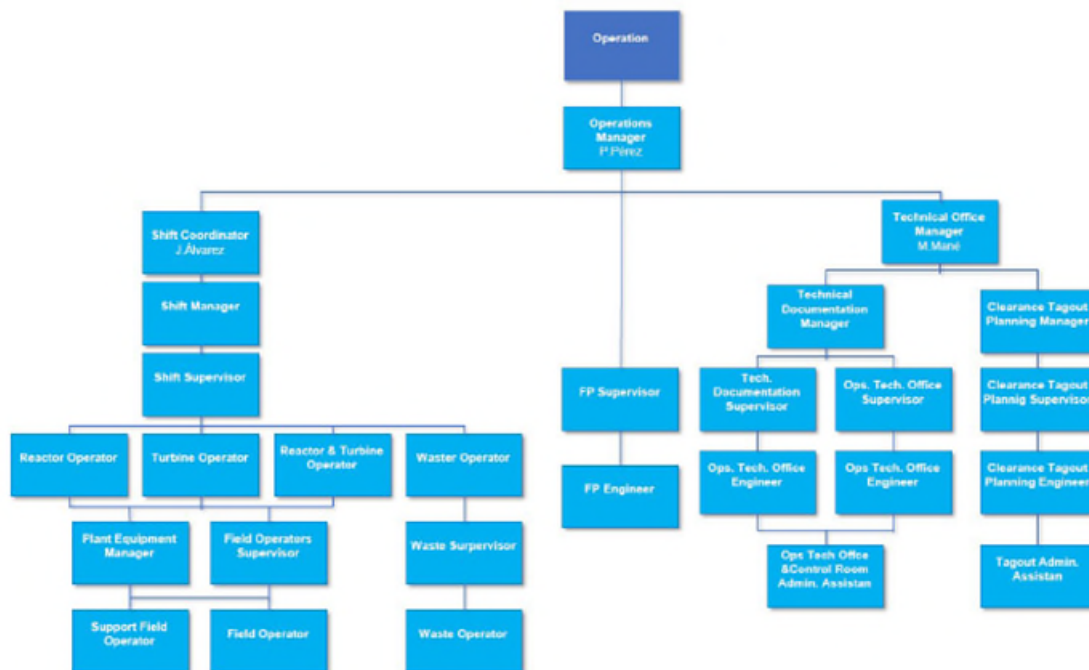 Operation
Operations
Manager
P.Pérez
Shift Coordinator
J.Álvarez
Technical Office
Manager
M.Mané
Shift Manager
Technical
Documentation
Manager
Clearance Tagout
Planning Manager
Shift Supervisor
FP Supervisor
Tech.
Documentation
Supervisor
Ops. Tech. Office
Supervisor
Clearance Tagout
Plannig Supervisor
Reactor Operator
Turbine Operator
Reactor & Turbine
Operator
Waster Operator
FP Engineer
Ops. Tech. Office
Engineer
Ops Tech. Office
Engineer
Clearance Tagout
Planning Engineer
Plant Equipment
Manager
Field Operators
Supervisor
Waste Surpervisor
Ops Tech Offce
&Control Room
Admin. Assistan
Tagout Admin.
Assistan
Support Field
Operator
Field Operator
Waste Operator